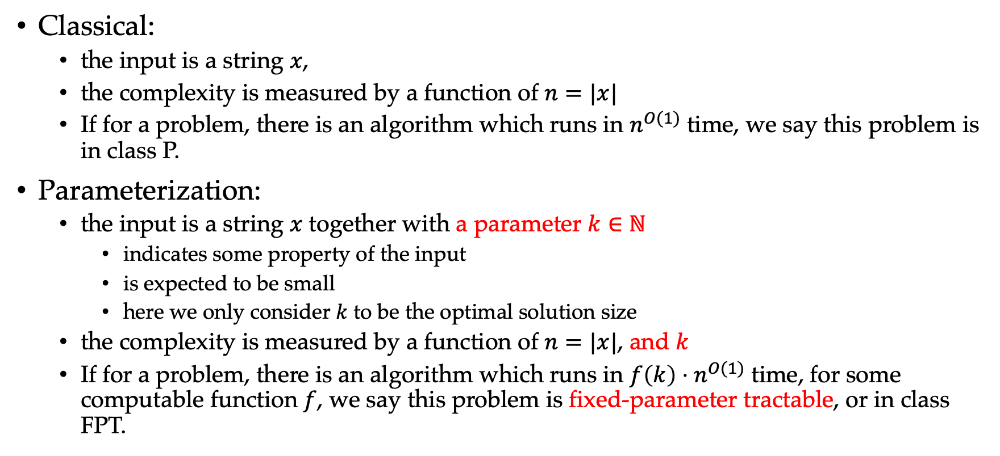 • Classical:
• the input is a string x,
• the complexity is measured by a function of n = |x|
• If for a problem, there is an algorithm which runs in n^{O(1)} time, we say this problem is
in class P.
• Parameterization:
• the input is a string x together with a parameter k ∈ ℕ
• indicates some property of the input
• is expected to be small
• here we only consider k to be the optimal solution size
• the complexity is measured by a function of n = |x|, and k
• If for a problem, there is an algorithm which runs in f(k) · n^{O(1)} time, for some
computable function f, we say this problem is fixed-parameter tractable, or in class
FPT.